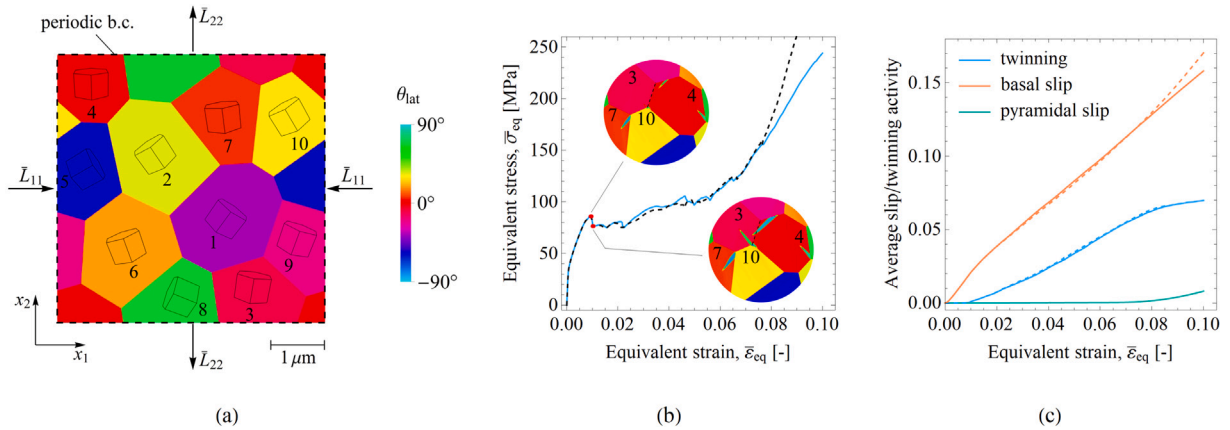 periodic b.c.
L̄₂₂
θ_lat
90°
0°
−90°
L̄₁₁
L̄₁₁
4
7
10
5
2
1
6
9
8
3
x₂
x₁
L̄₂₂
1 μm
(a)
Equivalent stress, σ̄_eq [MPa]
250
200
150
100
50
0
0.00 0.02 0.04 0.06 0.08 0.10
Equivalent strain, ε̄_eq [-]
3
4
7
10
3
4
7
10
(b)
Average slip/twinning activity
0.15
0.10
0.05
0.00
0.00 0.02 0.04 0.06 0.08 0.10
Equivalent strain, ε̄_eq [-]
twinning
basal slip
pyramidal slip
(c)